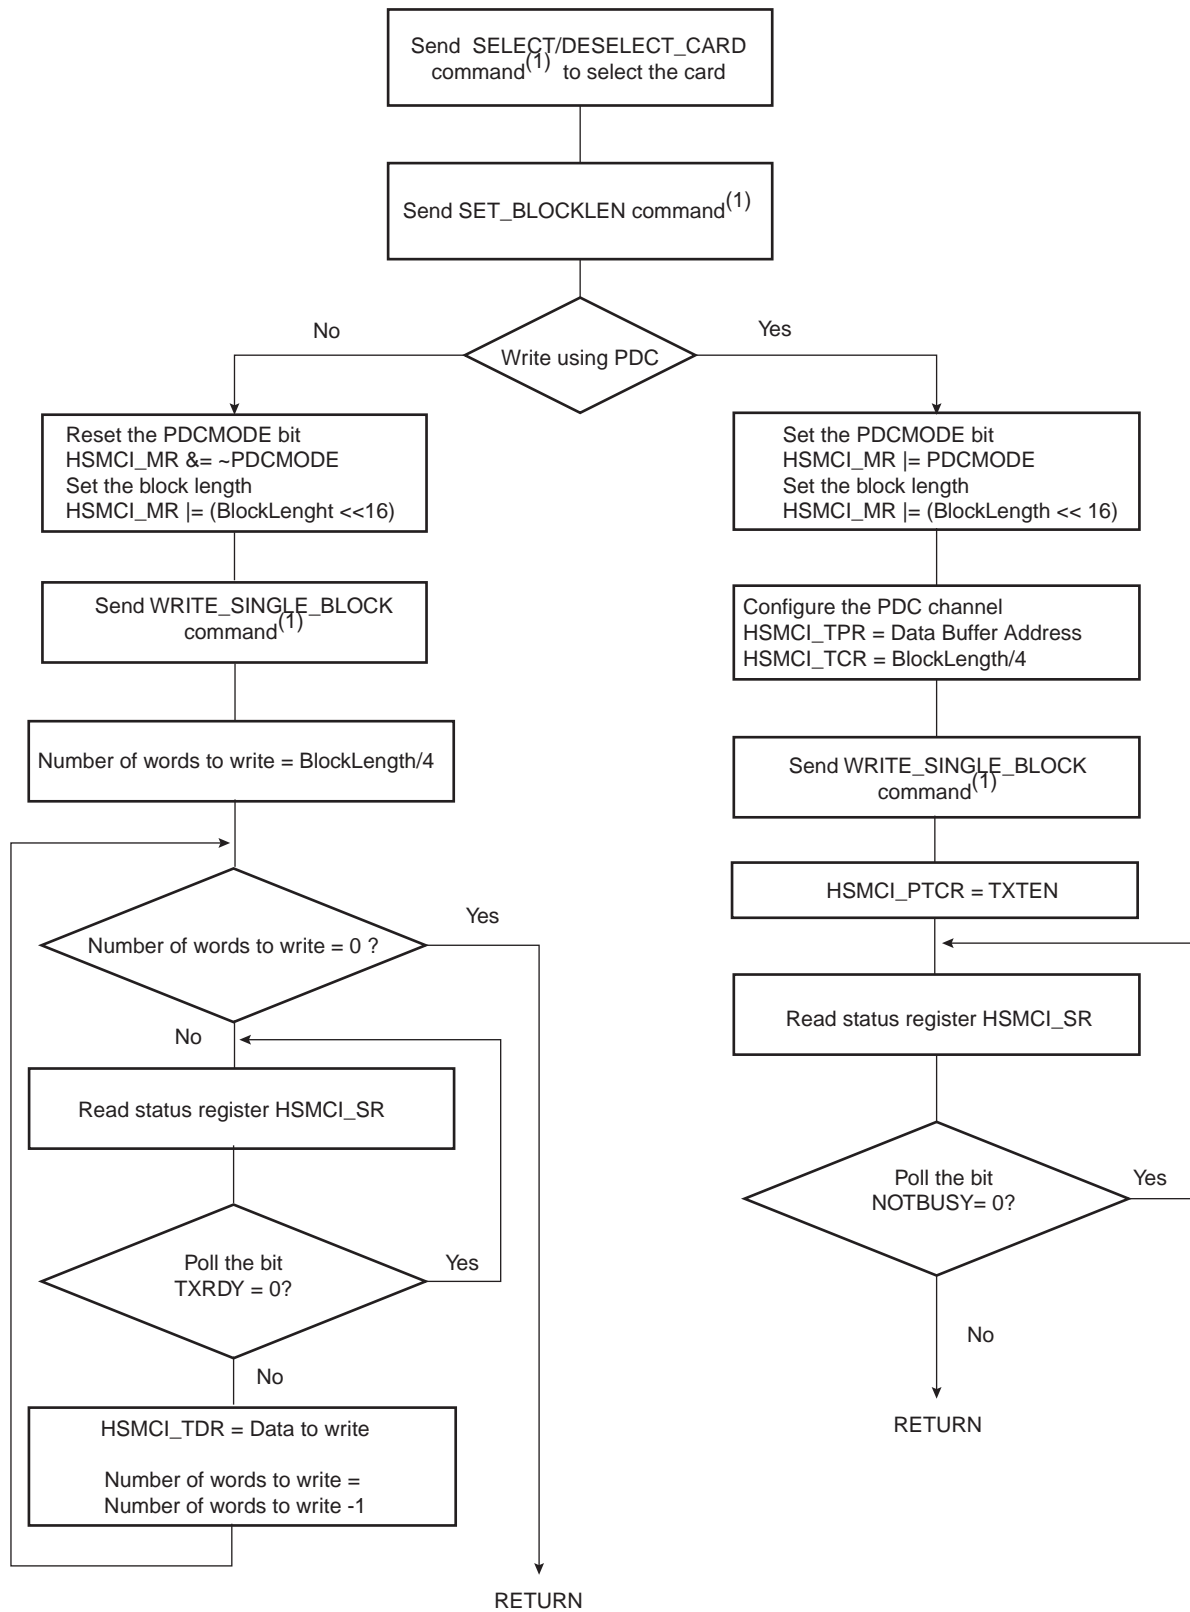 Send SELECT/DESELECT_CARD
command(1) to select the card
Send SET_BLOCKLEN command(1)
No
Yes
Write using PDC
Reset the PDCMODE bit
HSMCI_MR &= ~PDCMODE
Set the block length
HSMCI_MR |= (BlockLenght <<16)
Send WRITE_SINGLE_BLOCK
command(1)
Number of words to write = BlockLength/4
Number of words to write = 0 ?
Yes
No
Read status register HSMCI_SR
Poll the bit
TXRDY = 0?
Yes
No
HSMCI_TDR = Data to write
Number of words to write =
Number of words to write -1
RETURN
Set the PDCMODE bit
HSMCI_MR |= PDCMODE
Set the block length
HSMCI_MR |= (BlockLength << 16)
Configure the PDC channel
HSMCI_TPR = Data Buffer Address
HSMCI_TCR = BlockLength/4
Send WRITE_SINGLE_BLOCK
command(1)
HSMCI_PTCR = TXTEN
Read status register HSMCI_SR
Poll the bit
NOTBUSY= 0?
Yes
No
RETURN